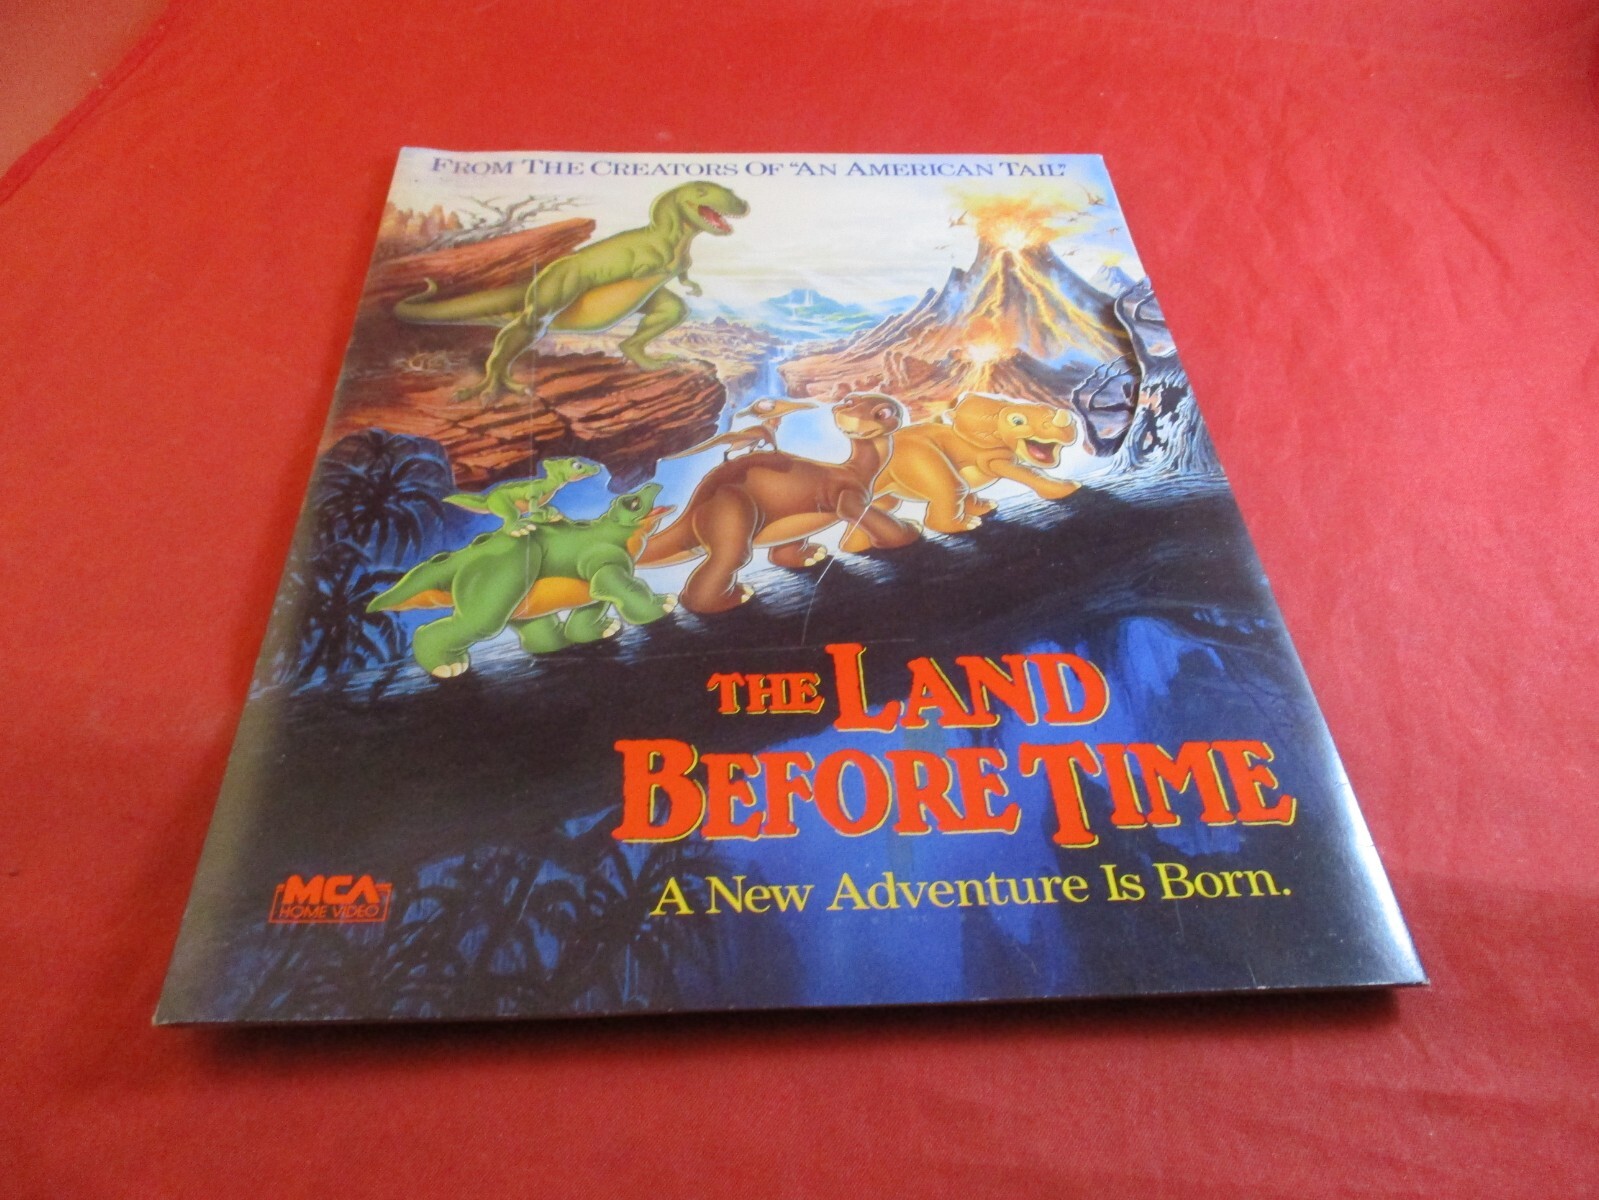 FROM THE CREATORS OF "AN AMERICAN TAIL"
THE LAND
BEFORE TIME
A New Adventure Is Born.
MCA
HOME VIDEO